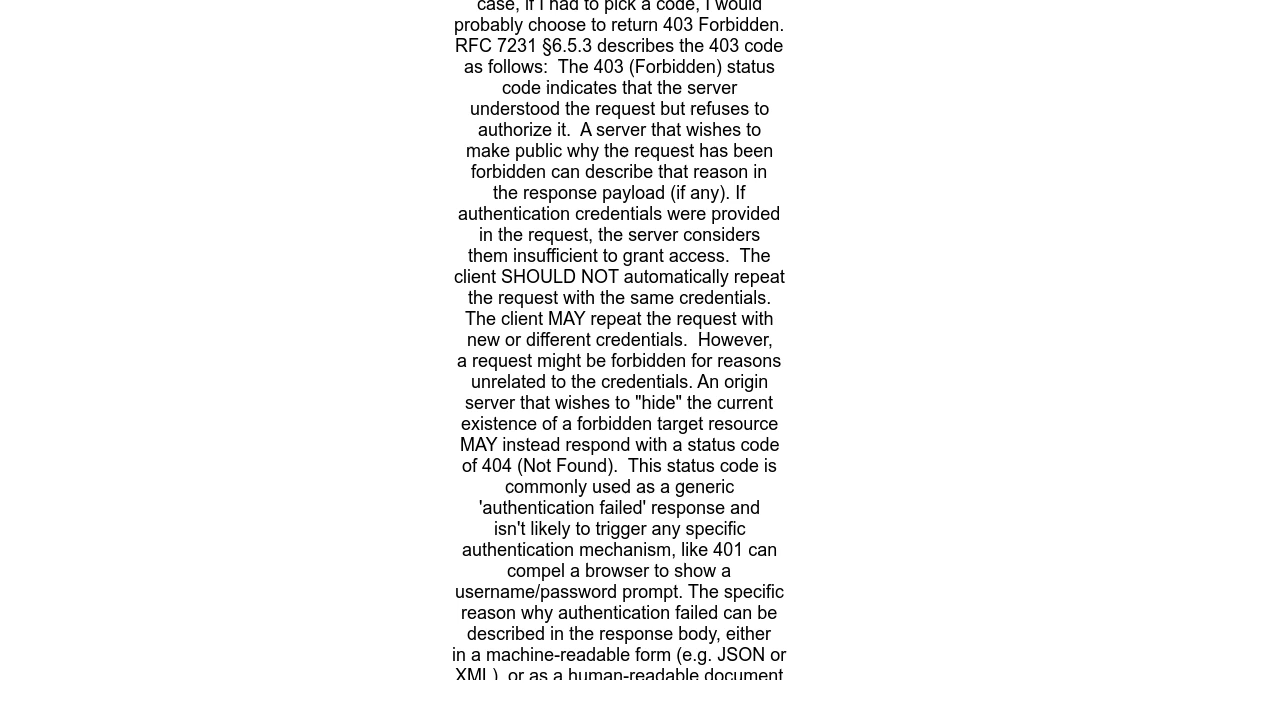 case, if I had to pick a code, I would
probably choose to return 403 Forbidden.
RFC 7231 §6.5.3 describes the 403 code
as follows:  The 403 (Forbidden) status
code indicates that the server
understood the request but refuses to
authorize it.  A server that wishes to
make public why the request has been
forbidden can describe that reason in
the response payload (if any). If
authentication credentials were provided
in the request, the server considers
them insufficient to grant access.  The
client SHOULD NOT automatically repeat
the request with the same credentials.
The client MAY repeat the request with
new or different credentials.  However,
a request might be forbidden for reasons
unrelated to the credentials. An origin
server that wishes to "hide" the current
existence of a forbidden target resource
MAY instead respond with a status code
of 404 (Not Found).  This status code is
commonly used as a generic
'authentication failed' response and
isn't likely to trigger any specific
authentication mechanism, like 401 can
compel a browser to show a
username/password prompt. The specific
reason why authentication failed can be
described in the response body, either
in a machine-readable form (e.g. JSON or
XML), or as a human-readable document